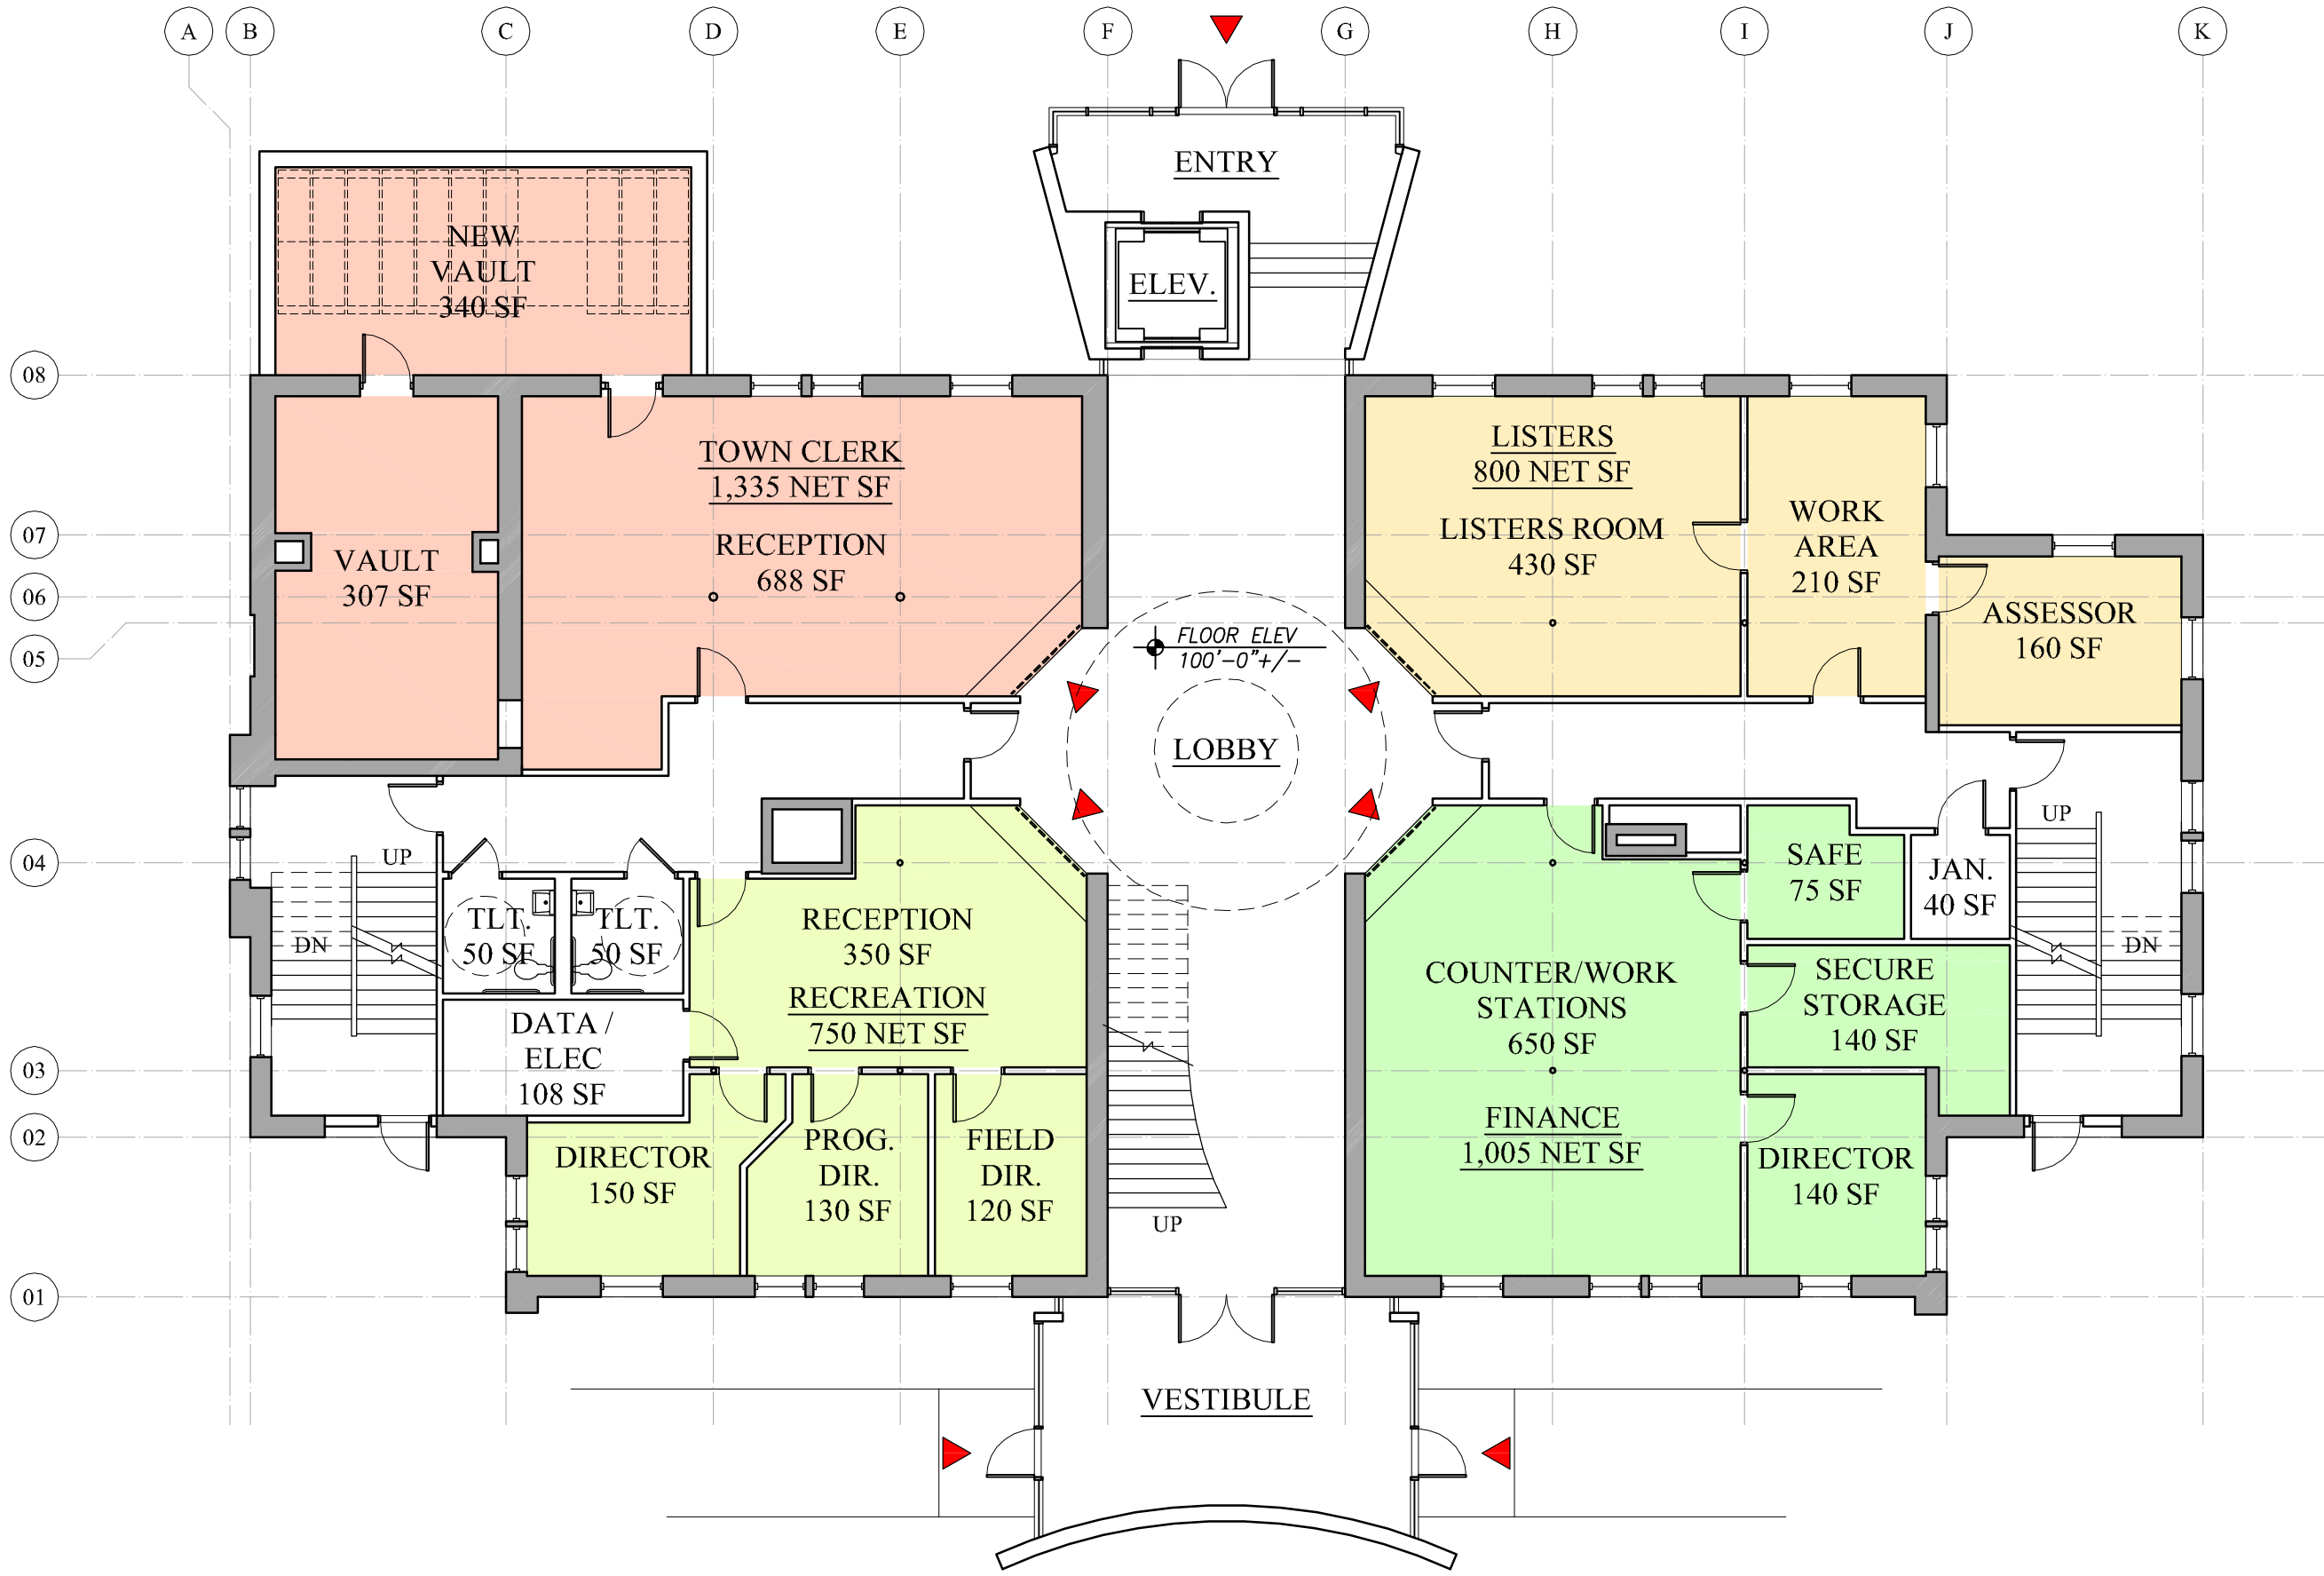 A
B
C
D
E
F
G
H
I
J
K
08
07
06
05
04
03
02
01
ENTRY
ELEV.
NEW
VAULT
340 SF
VAULT
307 SF
TOWN CLERK
1,335 NET SF
RECEPTION
688 SF
LISTERS
800 NET SF
LISTERS ROOM
430 SF
WORK
AREA
210 SF
ASSESSOR
160 SF
FLOOR ELEV
100'-0"+/-
LOBBY
UP
DN
TLT.
50 SF
TLT.
50 SF
DATA /
ELEC
108 SF
RECEPTION
350 SF
RECREATION
750 NET SF
DIRECTOR
150 SF
PROG.
DIR.
130 SF
FIELD
DIR.
120 SF
UP
COUNTER/WORK
STATIONS
650 SF
FINANCE
1,005 NET SF
SAFE
75 SF
JAN.
40 SF
SECURE
STORAGE
140 SF
DIRECTOR
140 SF
UP
DN
VESTIBULE